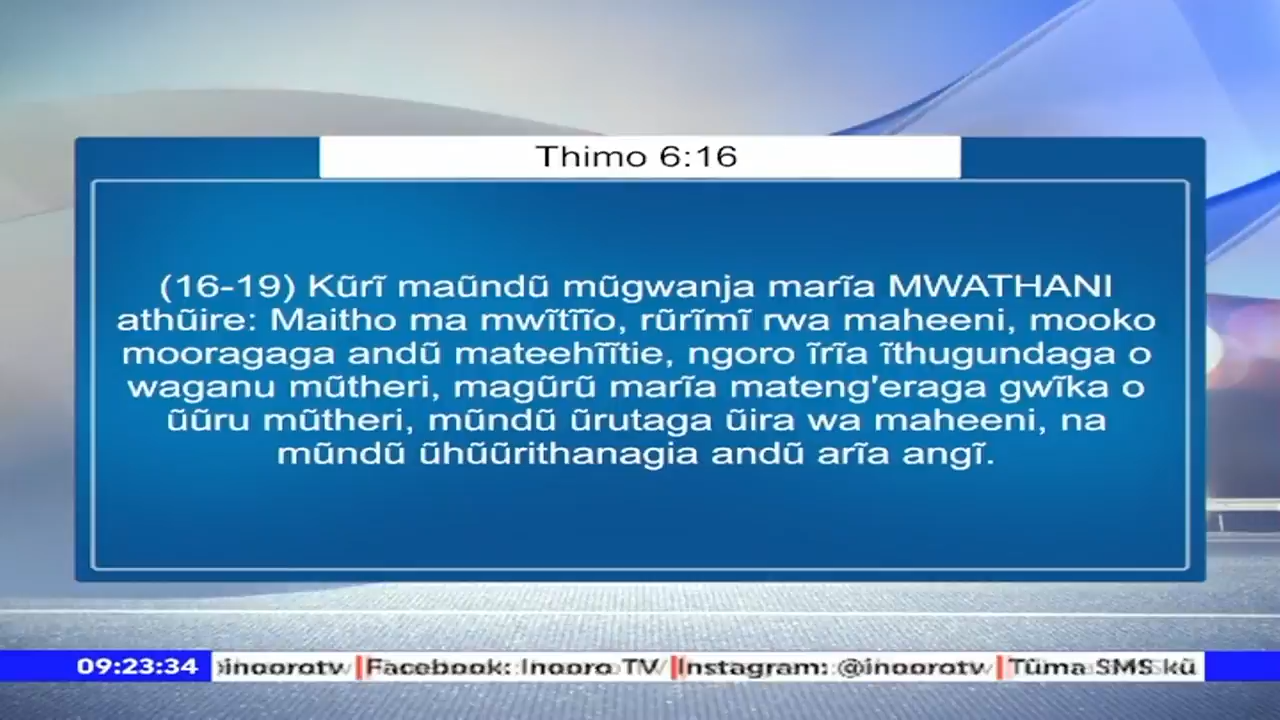 Thimo 6:16
(16-19) Kũrĩ maũndũ mũgwanja marĩa MWATHANI
athũire: Maitho ma mwĩtĩĩo, rũrĩmĩ rwa maheeni, mooko
mooragaga andũ mateehĩĩtie, ngoro ĩrĩa ĩthugundaga o
waganu mũtheri, magũrũ marĩa mateng'eraga gwĩka o
ũũru mũtheri, mũndũ ũrutaga ũira wa maheeni, na
mũndũ ũhũũrithanagia andũ arĩa angĩ.
09:23:34 inoorotv |Facebook: Inooro TV |Instagram: @inoorotv |Tũma SMS kũ